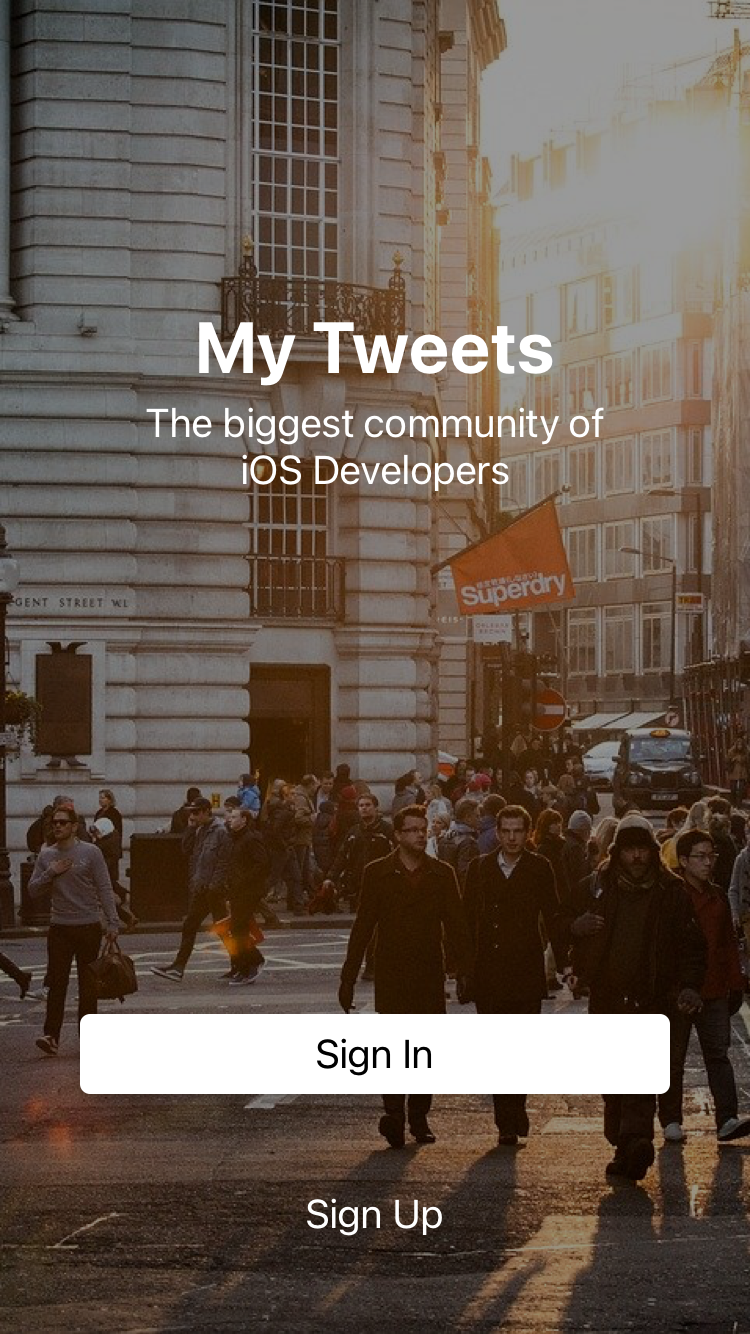 My Tweets
The biggest community of
iOS Developers
Superdry
GENT STREET W1
Sign In
Sign Up